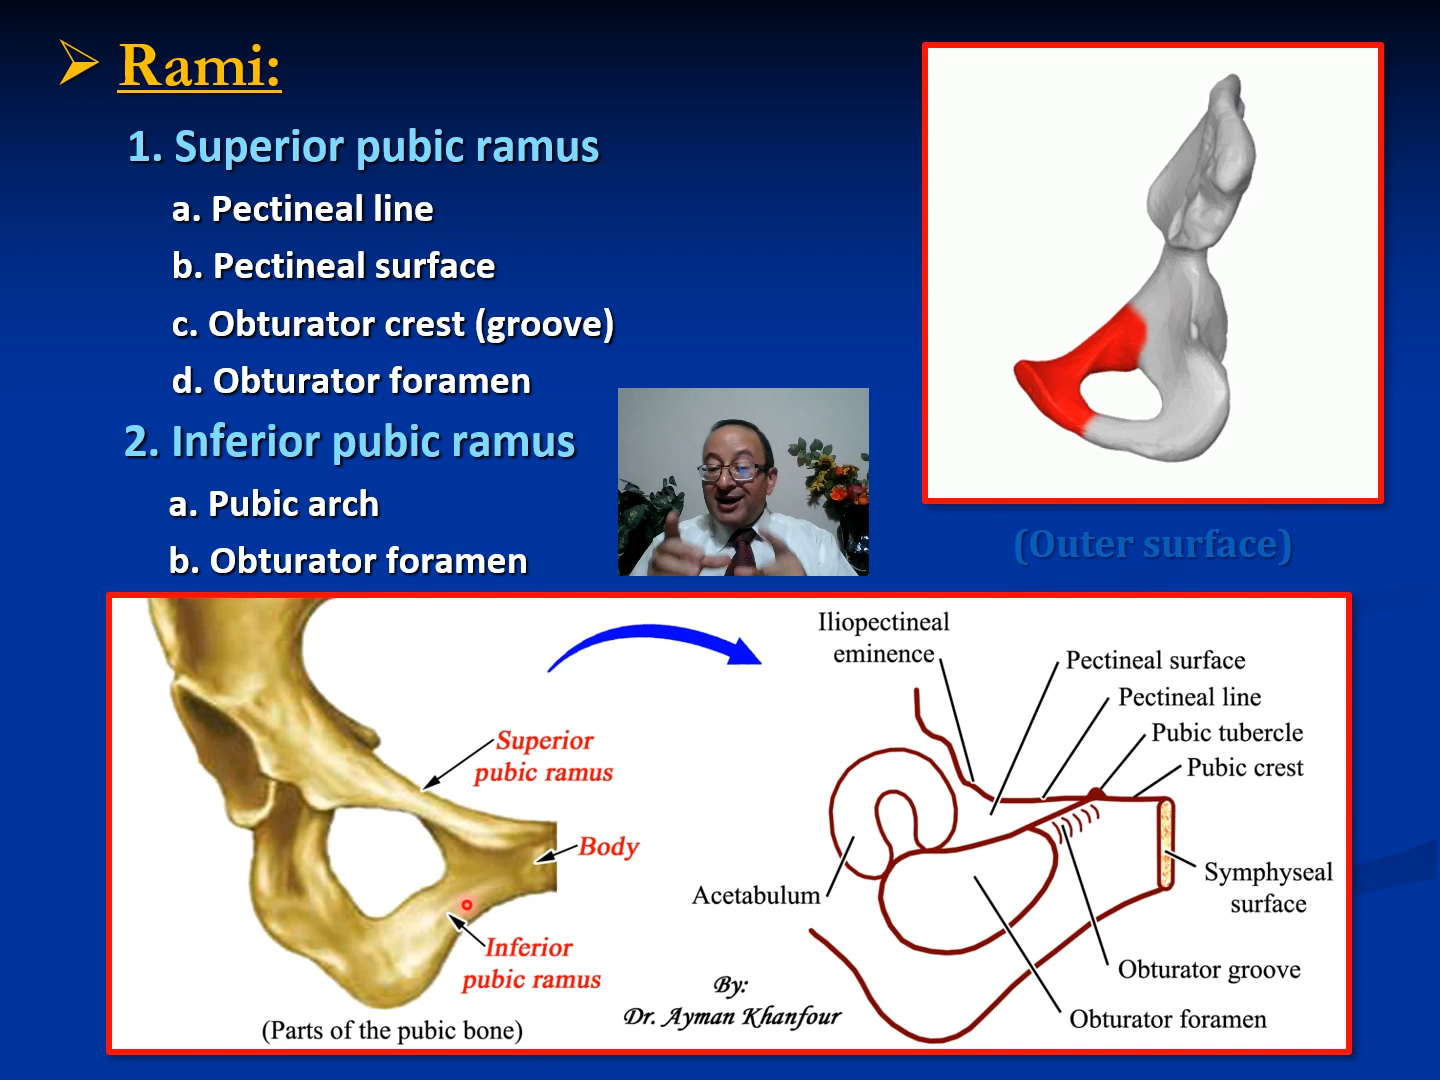 Rami:
1. Superior pubic ramus
a. Pectineal line
b. Pectineal surface
c. Obturator crest (groove)
d. Obturator foramen
2. Inferior pubic ramus
a. Pubic arch
b. Obturator foramen
(Outer surface)
Superior
pubic ramus
Body
Inferior
pubic ramus
(Parts of the pubic bone)
By:
Dr. Ayman Khanfour
Iliopectineal
eminence
Pectineal surface
Pectineal line
Pubic tubercle
Pubic crest
Acetabulum
Symphyseal
surface
Obturator groove
Obturator foramen